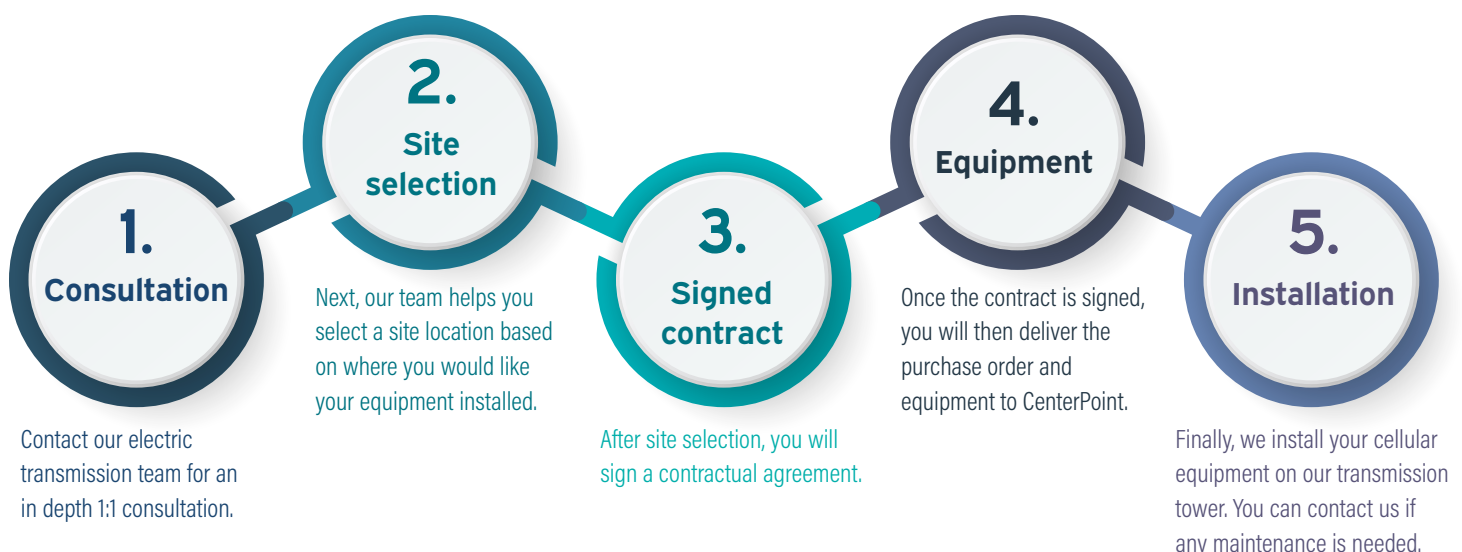 1.
Consultation
Contact our electric
transmission team for an
in depth 1:1 consultation.
2.
Site
selection
Next, our team helps you
select a site location based
on where you would like
your equipment installed.
3.
Signed
contract
After site selection, you will
sign a contractual agreement.
4.
Equipment
Once the contract is signed,
you will then deliver the
purchase order and
equipment to CenterPoint.
5.
Installation
Finally, we install your cellular
equipment on our transmission
tower. You can contact us if
any maintenance is needed.